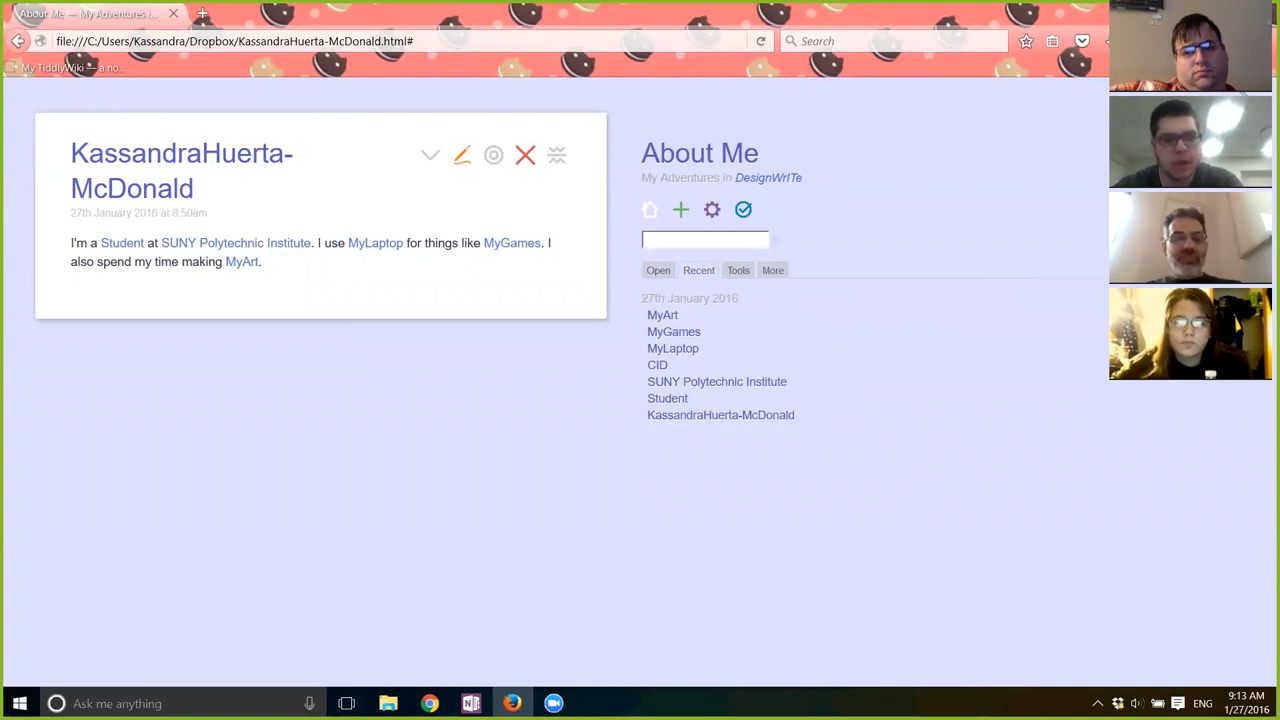 About Me — My Adventures i...
file:///C:/Users/Kassandra/Dropbox/KassandraHuerta-McDonald.html#
Search
My TiddlyWiki — a no...
KassandraHuerta-
McDonald
27th January 2016 at 8.50am
I'm a Student at SUNY Polytechnic Institute. I use MyLaptop for things like MyGames. I
also spend my time making MyArt.
About Me
My Adventures in DesignWrITe
Open Recent Tools More
27th January 2016
MyArt
MyGames
MyLaptop
CID
SUNY Polytechnic Institute
Student
KassandraHuerta-McDonald
Ask me anything
ENG
9:13 AM
1/27/2016